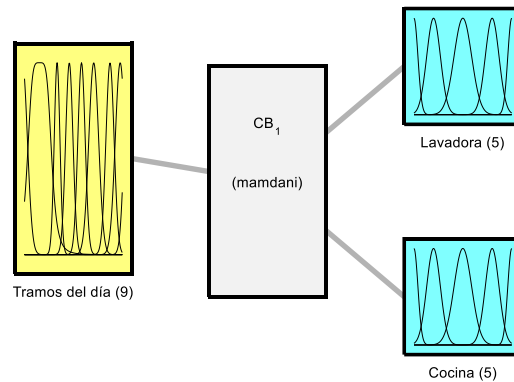 Tramos del día (9)
CB₁
(mamdani)
Lavadora (5)
Cocina (5)